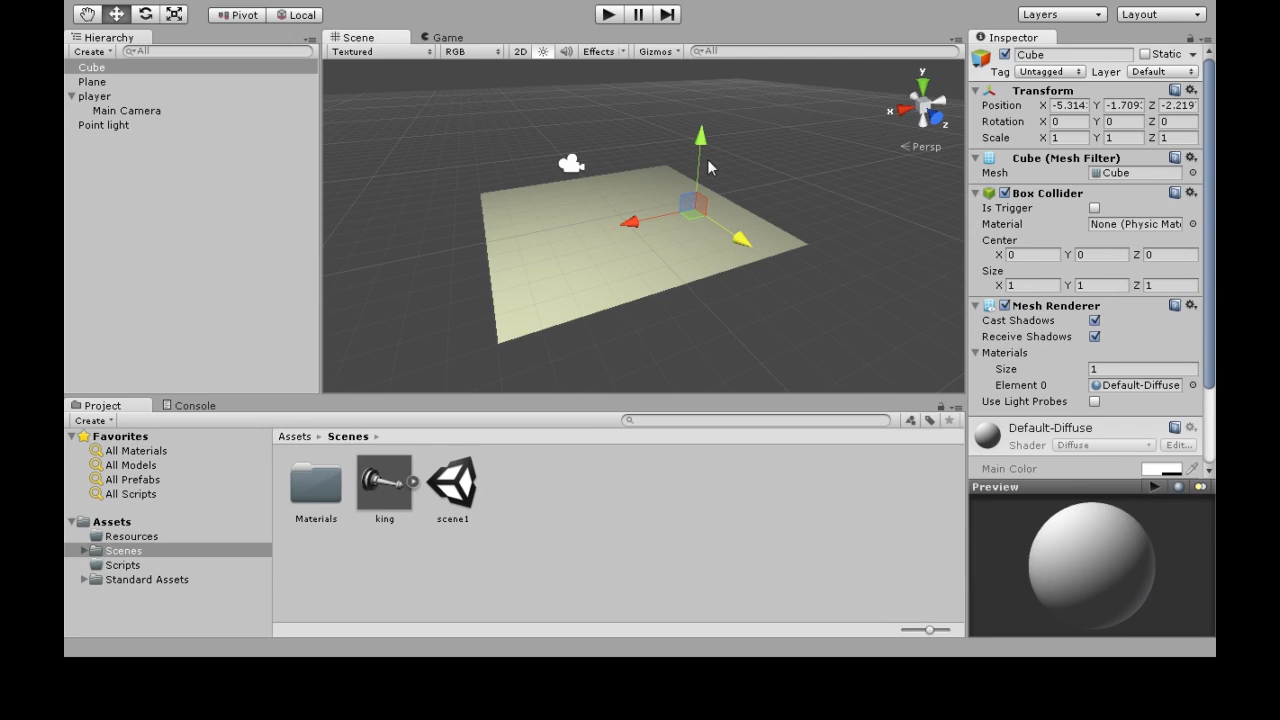 Pivot Local Layers Layout
Hierarchy
Create All
Cube
Plane
player
Main Camera
Point light
Scene Game
Textured RGB 2D Effects Gizmos All
y
x
z
Persp
Inspector
Cube Static
Tag Untagged Layer Default
Transform
Position X -5.314 Y -1.709 Z -2.219
Rotation X 0 Y 0 Z 0
Scale X 1 Y 1 Z 1
Cube (Mesh Filter)
Mesh Cube
Box Collider
Is Trigger
Material None (Physic Mate
Center
X 0 Y 0 Z 0
Size
X 1 Y 1 Z 1
Mesh Renderer
Cast Shadows
Receive Shadows
Materials
Size 1
Element 0 Default-Diffuse
Use Light Probes
Default-Diffuse
Shader Diffuse Edit...
Main Color
Preview
Project Console
Create
Favorites
All Materials
All Models
All Prefabs
All Scripts
Assets
Resources
Scenes
Scripts
Standard Assets
Assets Scenes
Materials king scene1